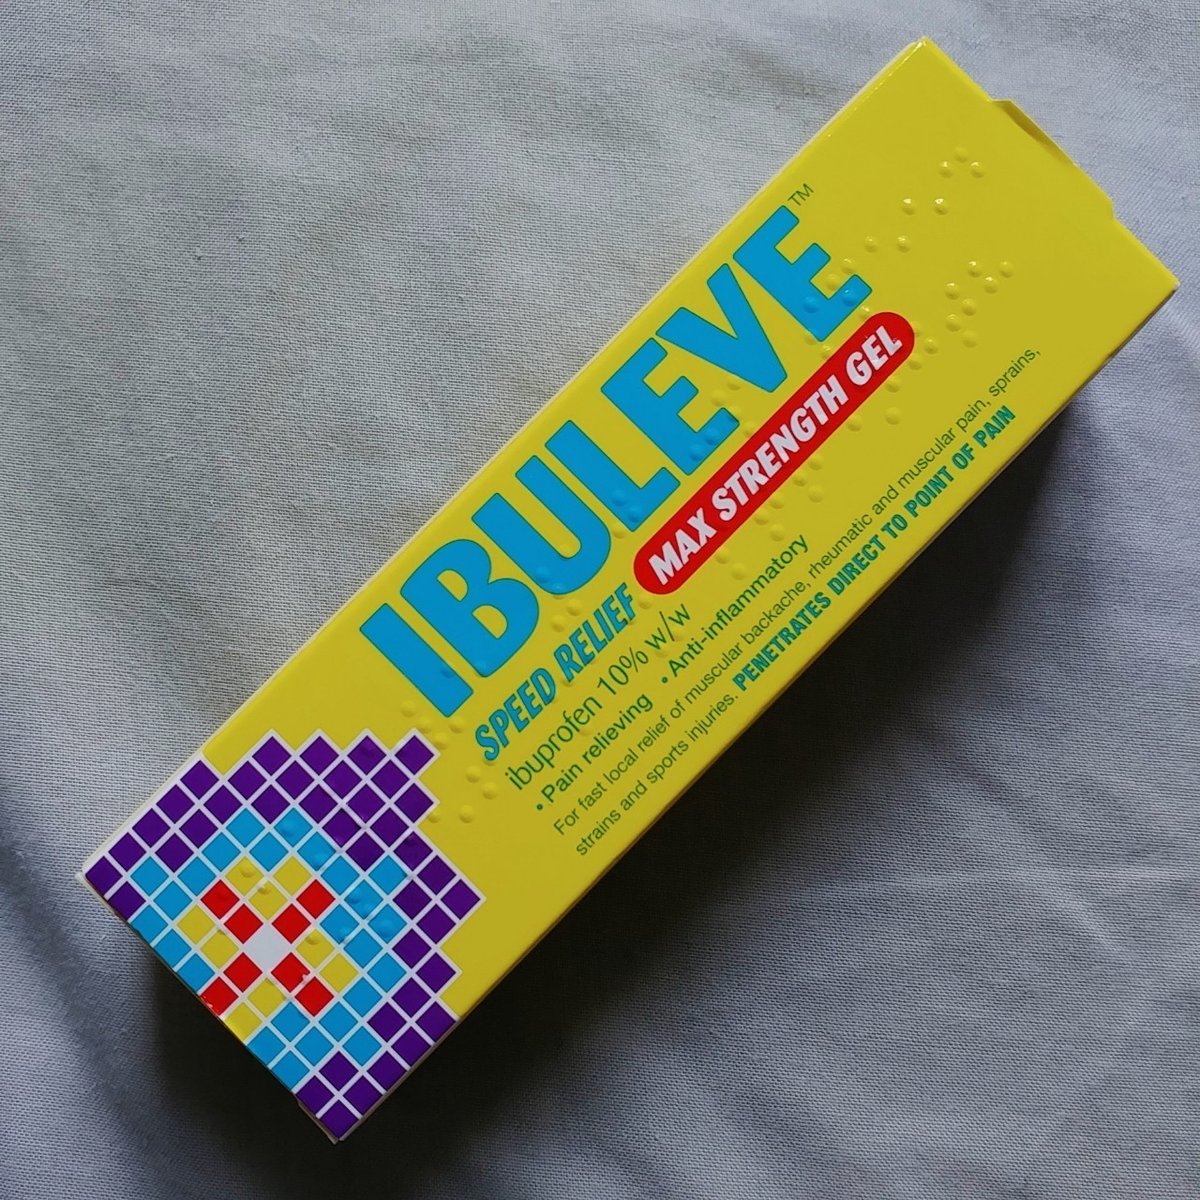 IBULEVE™
SPEED RELIEF MAX STRENGTH GEL
ibuprofen 10% w/w
• Pain relieving • Anti-inflammatory
For fast local relief of muscular backache, rheumatic and muscular pain, sprains,
strains and sports injuries. PENETRATES DIRECT TO POINT OF PAIN